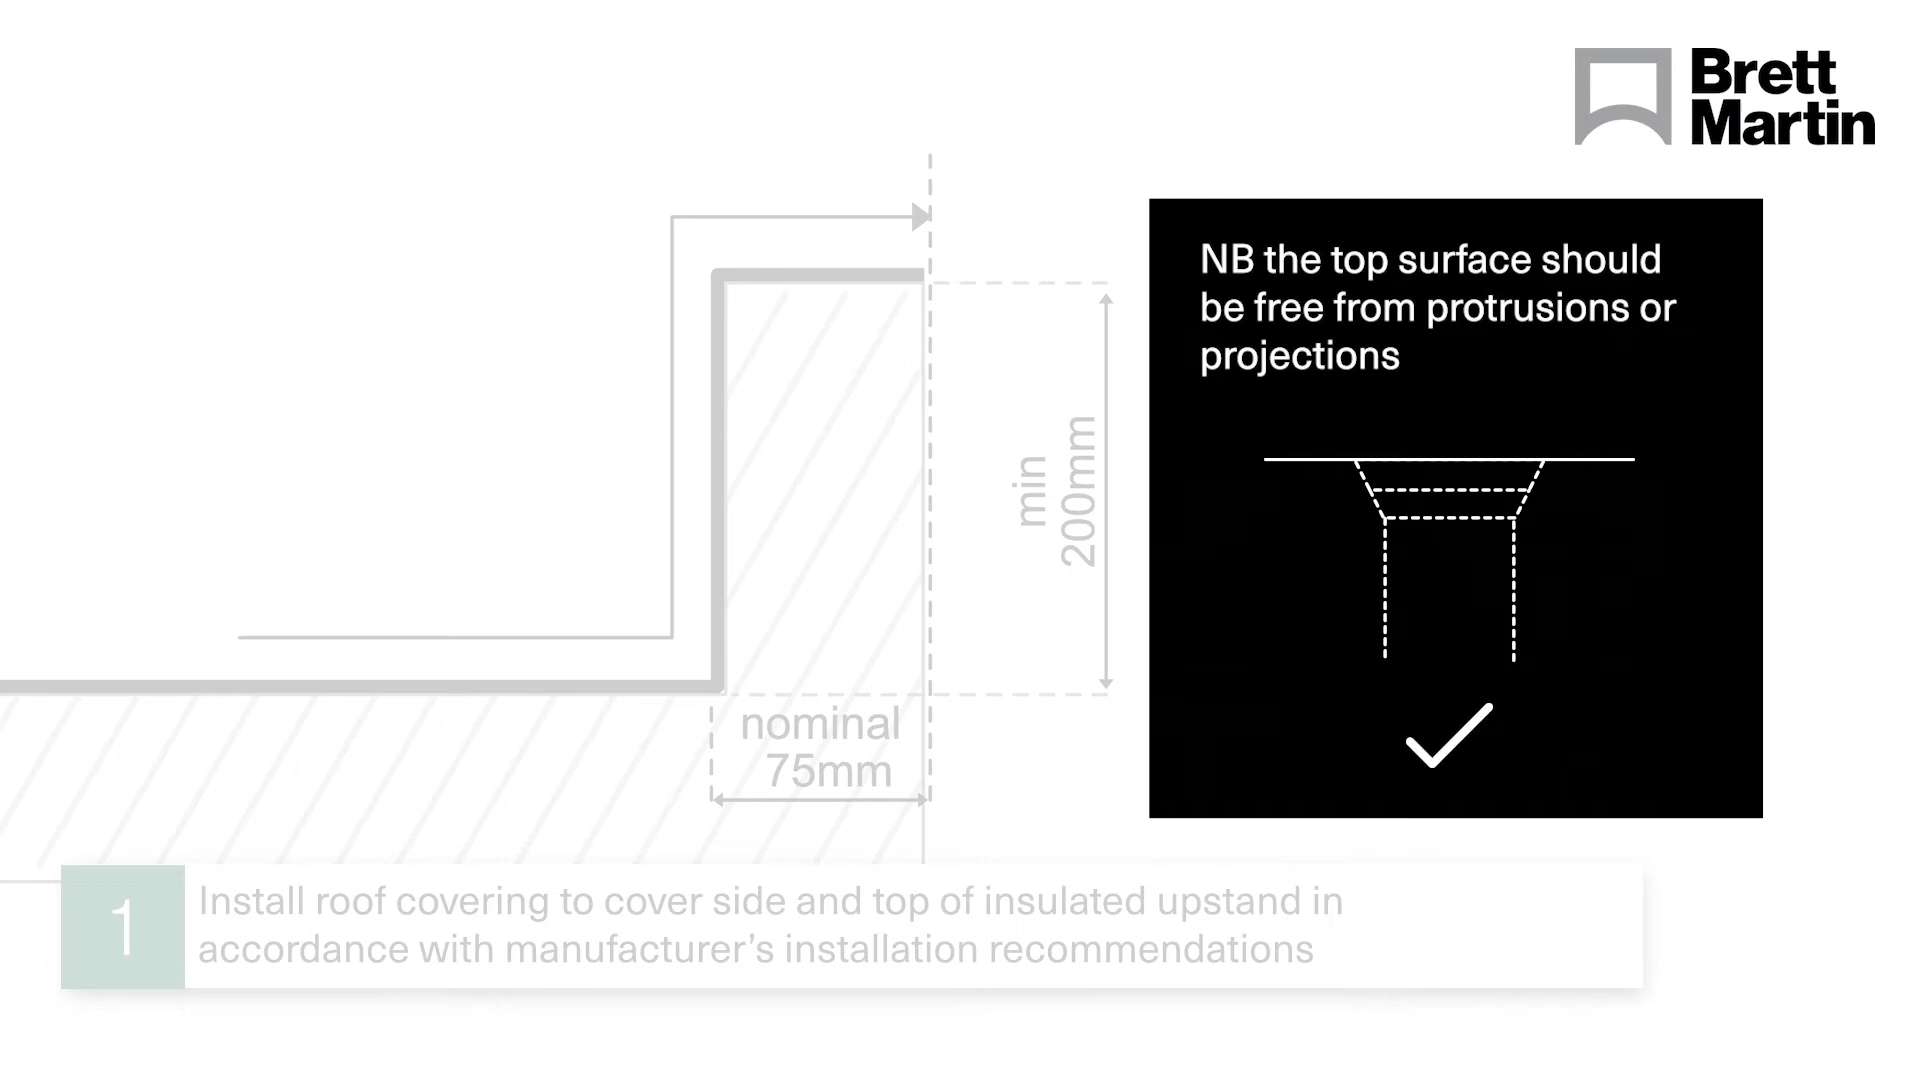 Brett
Martin
NB the top surface should
be free from protrusions or
projections
min
200mm
nominal
75mm
1
Install roof covering to cover side and top of insulated upstand in
accordance with manufacturer’s installation recommendations